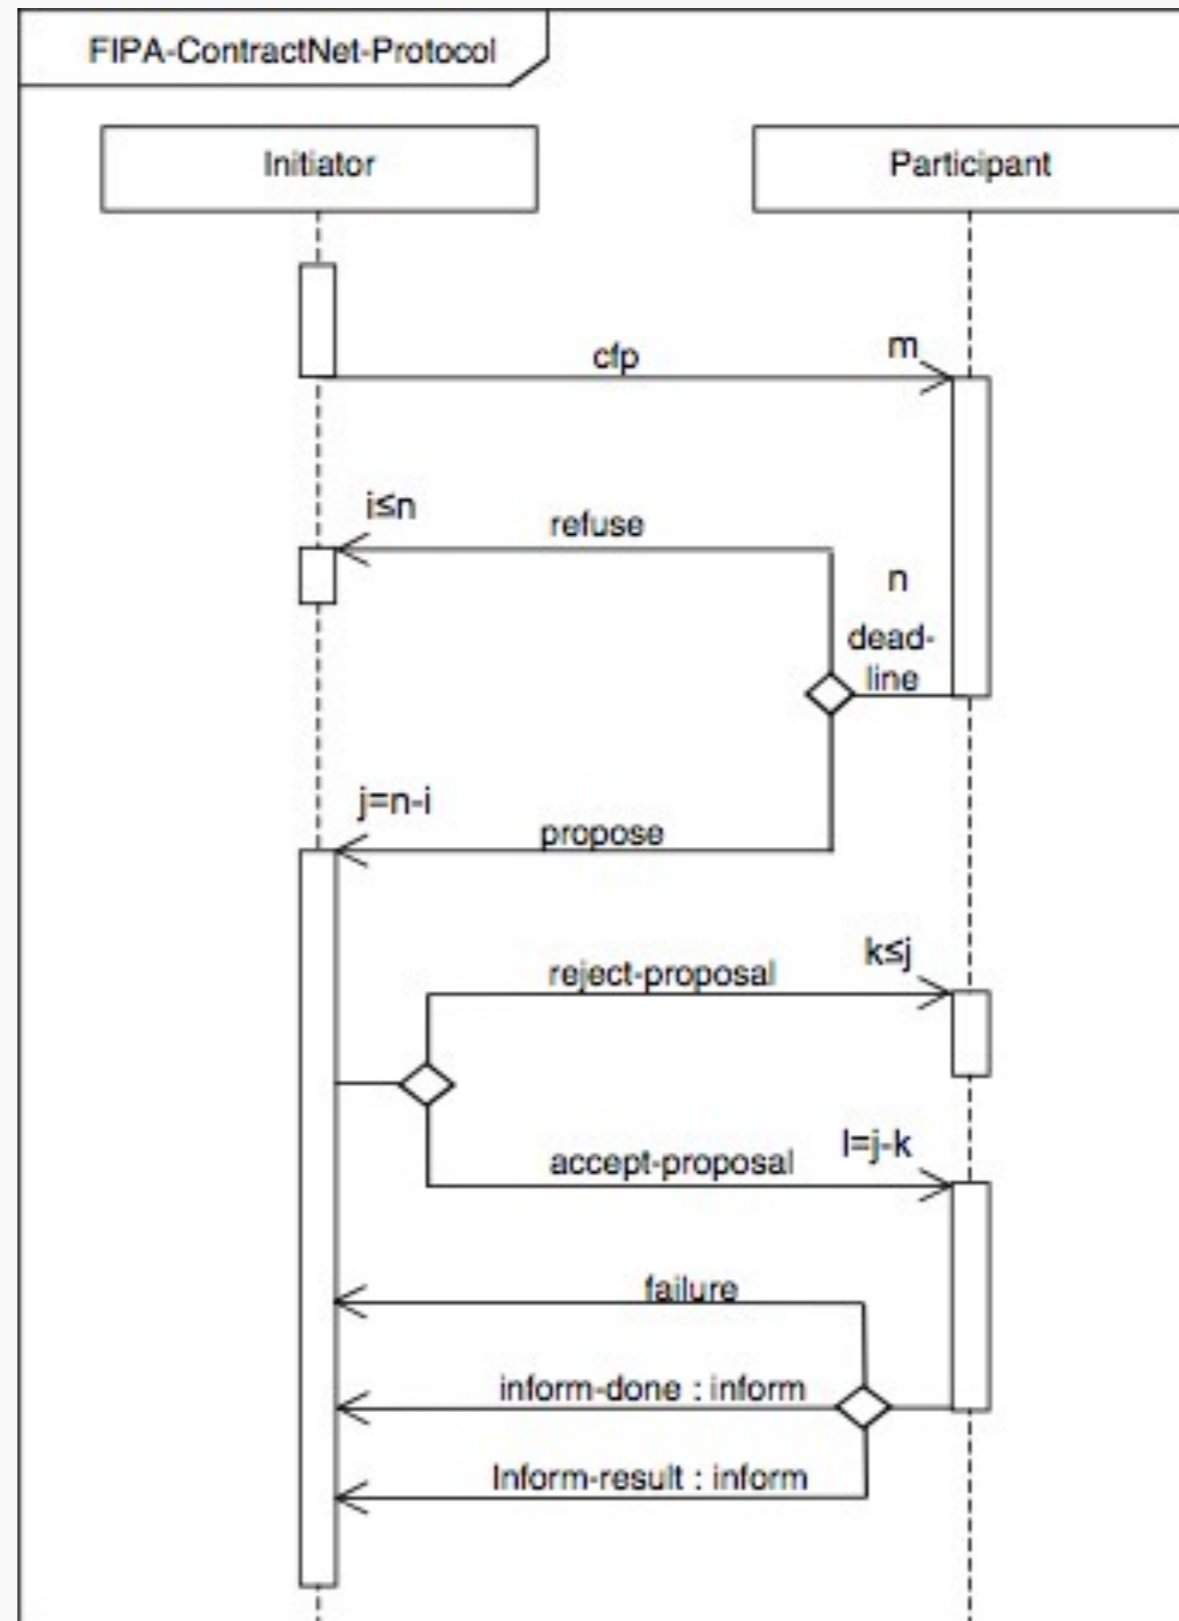 FIPA-ContractNet-Protocol
Initiator
Participant
cfp
m
i≤n
refuse
n
dead-
line
j=n-i
propose
k≤j
reject-proposal
l=j-k
accept-proposal
failure
inform-done : inform
Inform-result : inform